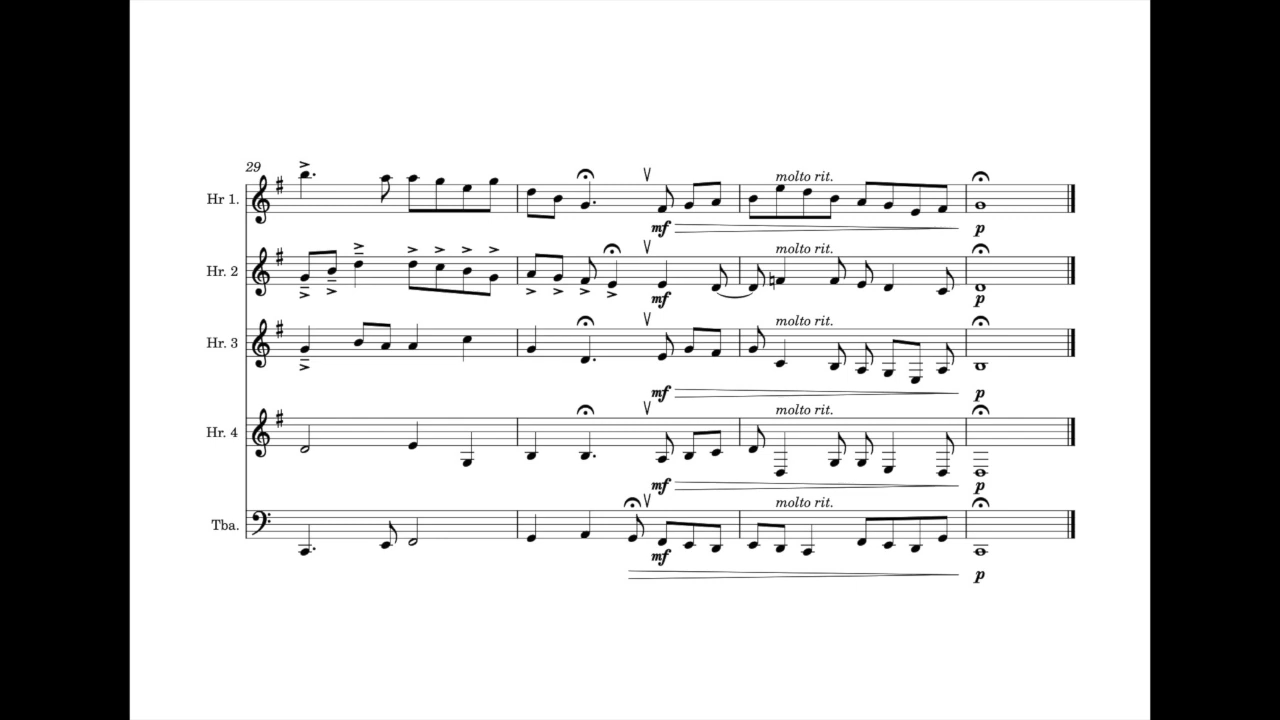 29
Hr 1.
molto rit.
mf
p
Hr. 2
molto rit.
mf
p
Hr. 3
molto rit.
mf
p
Hr. 4
molto rit.
mf
p
Tba.
molto rit.
mf
p